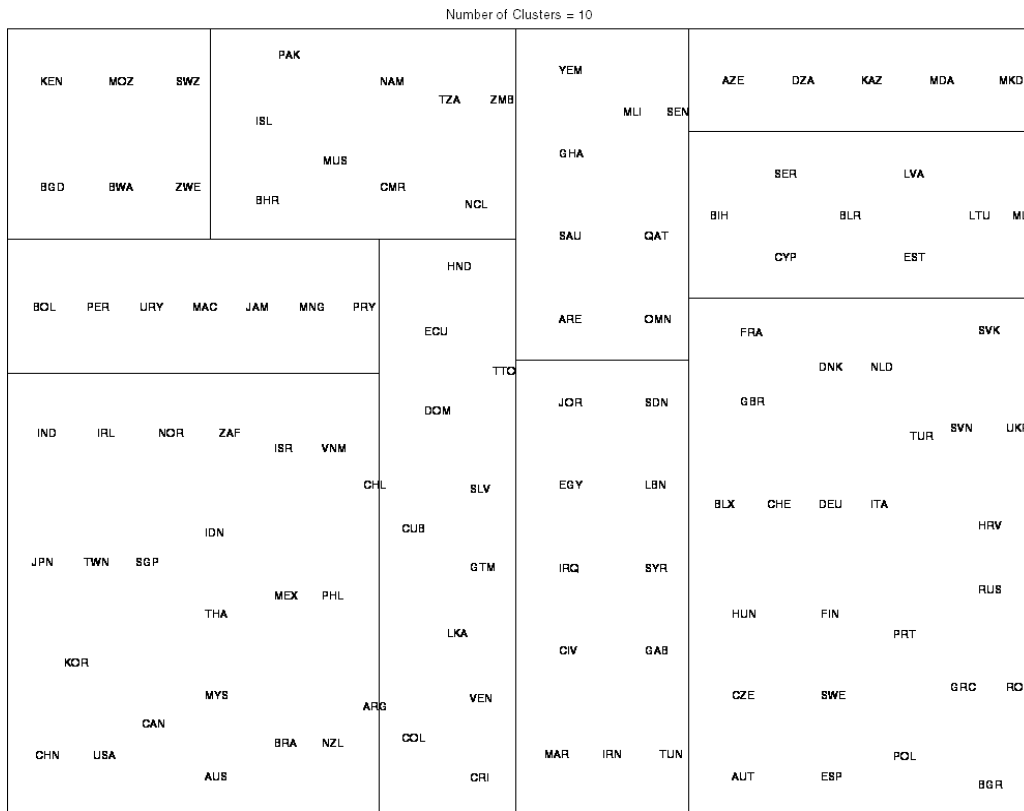 Number of Clusters = 10
KEN MOZ SWZ
BGD BWA ZWE
PAK
NAM
TZA ZMB
ISL
MUS
CMR
BHR
NCL
YEM
MLI SEN
GHA
SAU QAT
ARE OMN
AZE DZA KAZ MDA MKD
SER LVA
BIH BLR LTU
CYP EST
BOL PER URY MAC JAM MNG PRY
HND
ECU
TTO
DOM
SLV
CUB
GTM
LKA
VEN
COL
CRI
IND IRL NOR ZAF
ISR VNM
CHL
IDN
JPN TWN SGP
MEX PHL
THA
KOR
MYS
ARG
CAN
BRA NZL
CHN USA
AUS
JOR SDN
EGY LBN
IRQ SYR
CIV GAB
MAR IRN TUN
FRA SVK
DNK NLD
GBR
SVN UKR
TUR
BLX CHE DEU ITA
HRV
RUS
HUN FIN
PRT
GRC
CZE SWE
POL
AUT ESP
BGR